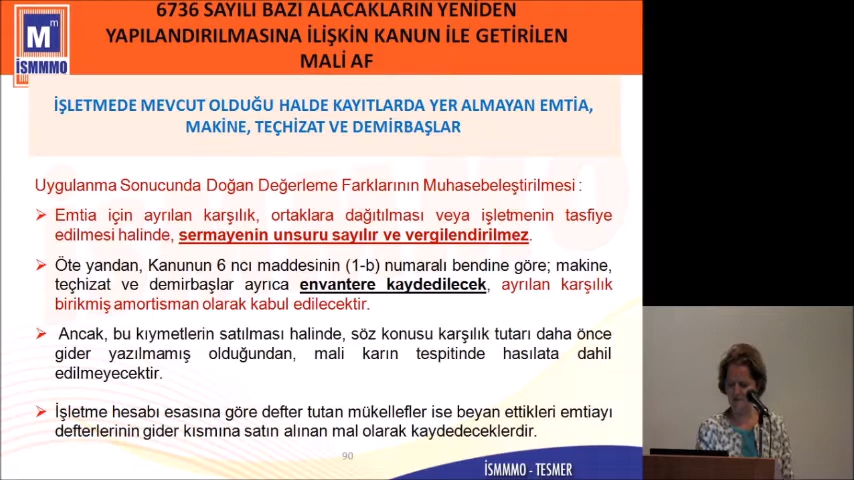 6736 SAYILI BAZI ALACAKLARIN YENİDEN
YAPILANDIRILMASINA İLİŞKİN KANUN İLE GETİRİLEN
MALİ AF
Mm
İSMMMO
İŞLETMEDE MEVCUT OLDUĞU HALDE KAYITLARDA YER ALMAYAN EMTİA,
MAKİNE, TEÇHİZAT VE DEMİRBAŞLAR
Uygulanma Sonucunda Doğan Değerleme Farklarının Muhasebeleştirilmesi :
➢ Emtia için ayrılan karşılık, ortaklara dağıtılması veya işletmenin tasfiye
edilmesi halinde, sermayenin unsuru sayılır ve vergilendirilmez.
➢ Öte yandan, Kanunun 6 ncı maddesinin (1-b) numaralı bendine göre; makine,
teçhizat ve demirbaşlar ayrıca envantere kaydedilecek, ayrılan karşılık
birikmiş amortisman olarak kabul edilecektir.
➢ Ancak, bu kıymetlerin satılması halinde, söz konusu karşılık tutarı daha önce
gider yazılmamış olduğundan, mali karın tespitinde hasılata dahil
edilmeyecektir.
➢ İşletme hesabı esasına göre defter tutan mükellefler ise beyan ettikleri emtiayı
defterlerinin gider kısmına satın alınan mal olarak kaydedeceklerdir.
90
İSMMMO - TESMER